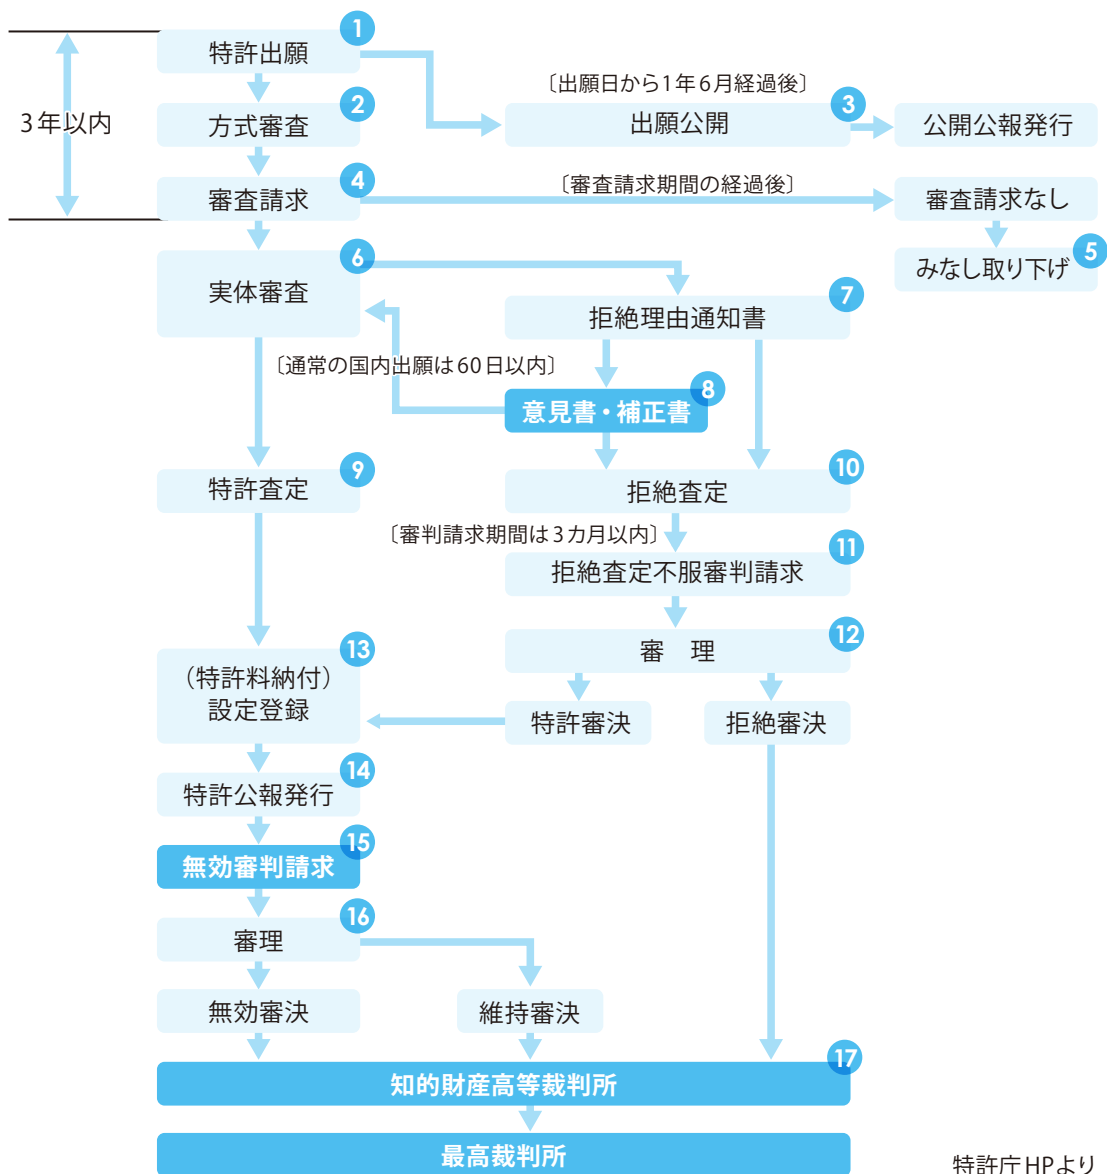 1
特許出願
3年以内
2
方式審査
〔出願日から1年6月経過後〕
3
出願公開
公開公報発行
4
審査請求
〔審査請求期間の経過後〕
審査請求なし
5
みなし取り下げ
6
実体審査
7
拒絶理由通知書
〔通常の国内出願は60日以内〕
8
意見書・補正書
9
特許査定
10
拒絶査定
〔審判請求期間は3カ月以内〕
11
拒絶査定不服審判請求
12
審　理
13
（特許料納付）
設定登録
特許審決
拒絶審決
14
特許公報発行
15
無効審判請求
16
審理
無効審決
維持審決
17
知的財産高等裁判所
最高裁判所
特許庁HPより